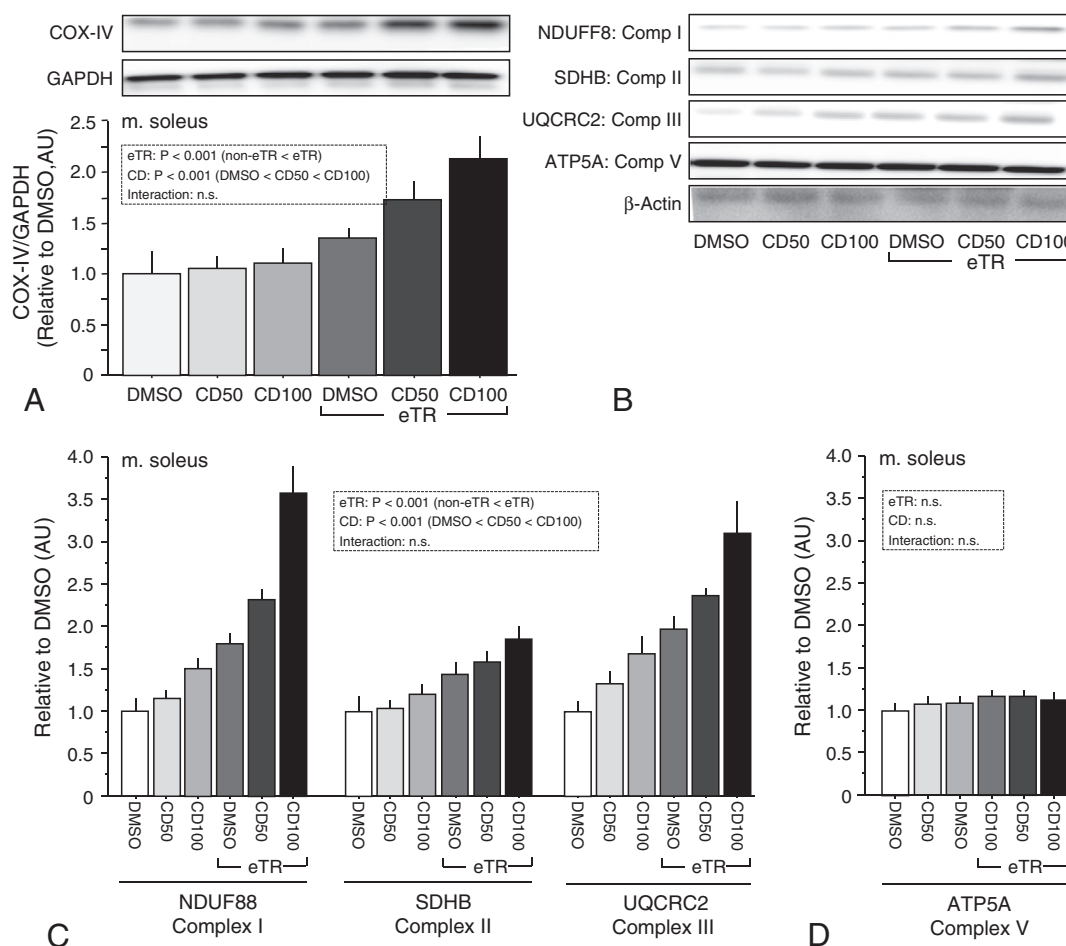 COX-IV
GAPDH
COX-IV/GAPDH
(Relative to DMSO,AU)
2.5
2.0
1.5
1.0
0.5
0
m. soleus
eTR: P < 0.001 (non-eTR < eTR)
CD: P < 0.001 (DMSO < CD50 < CD100)
Interaction: n.s.
DMSO CD50 CD100 DMSO CD50 CD100
eTR
A
NDUFF8: Comp I
SDHB: Comp II
UQCRC2: Comp III
ATP5A: Comp V
β-Actin
DMSO CD50 CD100 DMSO CD50 CD100
eTR
B
Relative to DMSO (AU)
4.0
4.0
3.5
3.0
2.5
2.0
1.5
1.0
0.5
0
m. soleus
eTR: P < 0.001 (non-eTR < eTR)
CD: P < 0.001 (DMSO < CD50 < CD100)
Interaction: n.s.
DMSO CD50 CD100 DMSO CD50 CD100
eTR
NDUF88
Complex I
DMSO CD50 CD100 DMSO CD50 CD100
eTR
SDHB
Complex II
DMSO CD50 CD100 DMSO CD50 CD100
eTR
UQCRC2
Complex III
C
Relative to DMSO (AU)
4.0
4.0
3.5
3.0
2.5
2.0
1.5
1.0
0.5
0
m. soleus
eTR: n.s.
CD: n.s.
Interaction: n.s.
DMSO CD50 DMSO CD100 CD50 CD100
eTR
ATP5A
Complex V
D